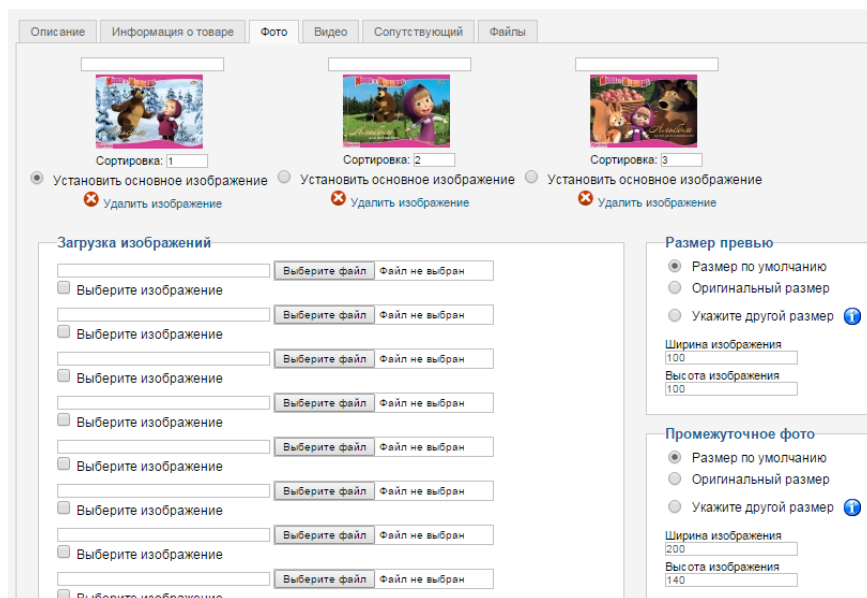 Описание Информация о товаре Фото Видео Сопутствующий Файлы
Сортировка: 1 Сортировка: 2 Сортировка: 3
Установить основное изображение Установить основное изображение Установить основное изображение
Удалить изображение Удалить изображение Удалить изображение
Загрузка изображений
Выберите файл Файл не выбран
Выберите изображение
Выберите файл Файл не выбран
Выберите изображение
Выберите файл Файл не выбран
Выберите изображение
Выберите файл Файл не выбран
Выберите изображение
Выберите файл Файл не выбран
Выберите изображение
Выберите файл Файл не выбран
Выберите изображение
Выберите файл Файл не выбран
Выберите изображение
Выберите файл Файл не выбран
Выберите изображение
Размер превью
Размер по умолчанию
Оригинальный размер
Укажите другой размер
Ширина изображения
100
Высота изображения
100
Промежуточное фото
Размер по умолчанию
Оригинальный размер
Укажите другой размер
Ширина изображения
200
Высота изображения
140